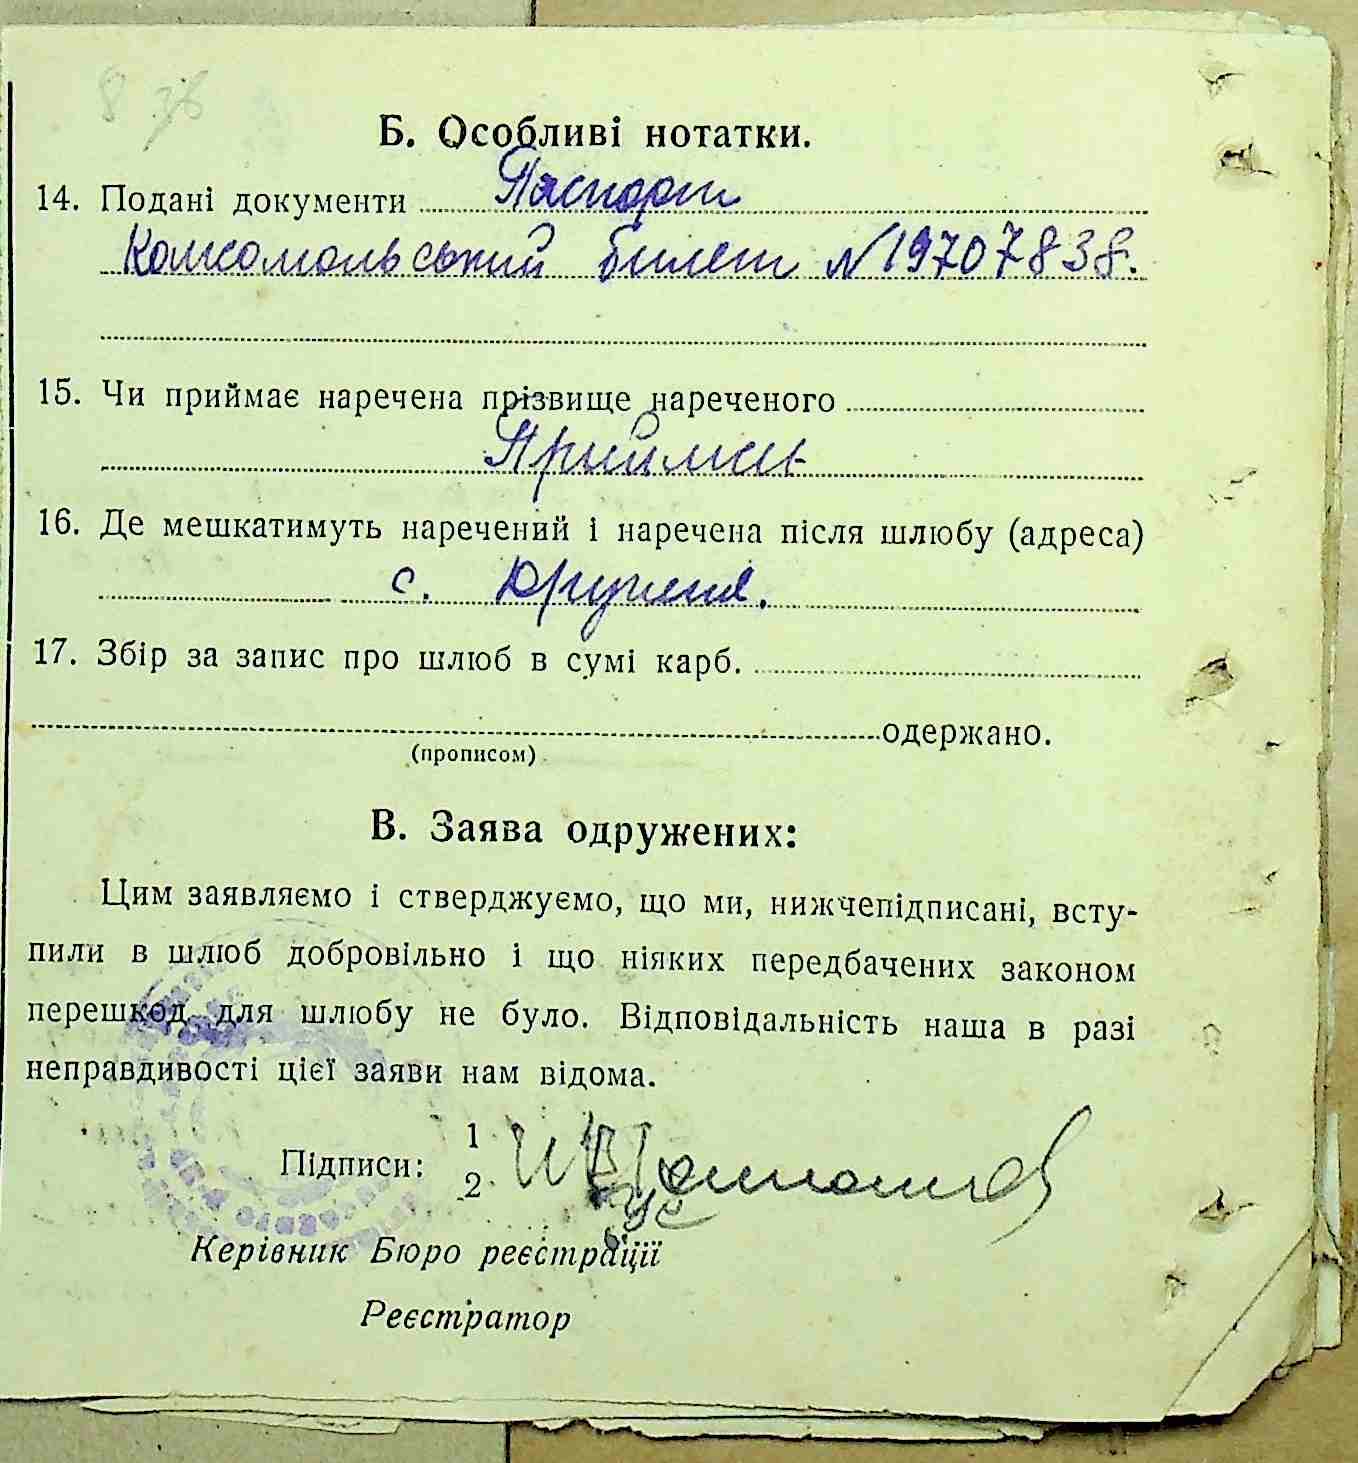 8 зв
Б. Особливі нотатки.
14. Подані документи Паспорт
Комсомольський билет №19707838.
15. Чи приймає наречена прізвище нареченого
Приймає
16. Де мешкатимуть наречений і наречена після шлюбу (адреса)
с.
17. Збір за запис про шлюб в сумі карб.
одержано.
(прописом)
В. Заява одружених:
Цим заявляємо і стверджуємо, що ми, нижчепідписані, всту-
пили в шлюб добровільно і що ніяких передбачених законом
перешкод для шлюбу не було. Відповідальність наша в разі
неправдивості цієї заяви нам відома.
Підписи: 1
2
Керівник Бюро реєстрації
Реєстратор